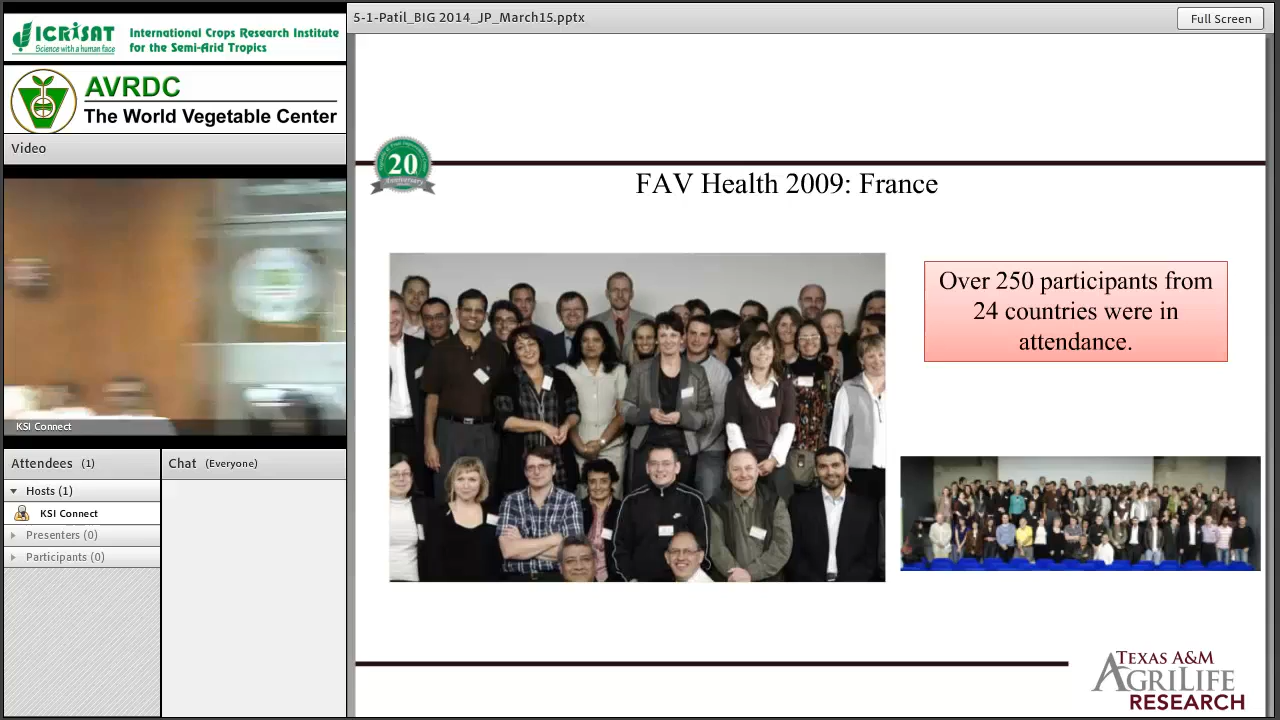 ICRISAT
Science with a human face
International Crops Research Institute
for the Semi-Arid Tropics
AVRDC
The World Vegetable Center
Video
KSI Connect
Attendees (1)
Hosts (1)
KSI Connect
Presenters (0)
Participants (0)
Chat (Everyone)
5-1-Patil_BIG 2014_JP_March15.pptx
Full Screen
20
Anniversary
FAV Health 2009: France
Over 250 participants from
24 countries were in
attendance.
TEXAS A&M
AGRILIFE
RESEARCH